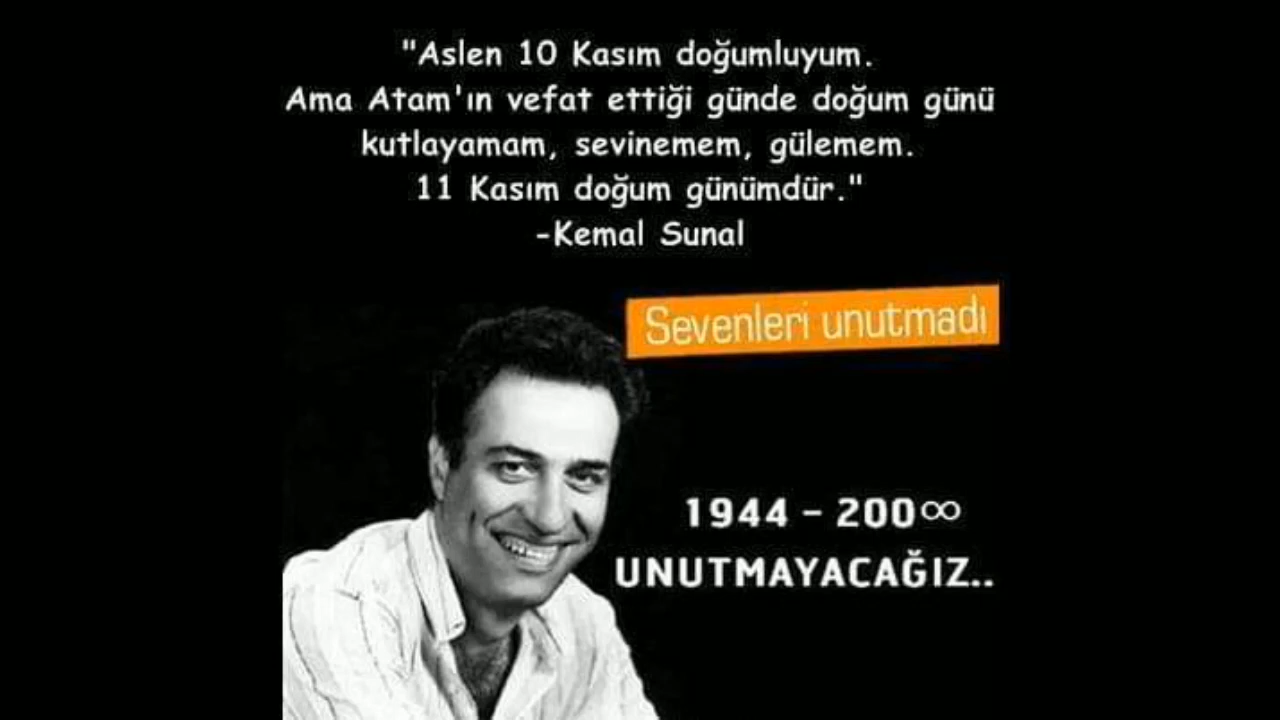 "Aslen 10 Kasım doğumluyum.
Ama Atam'ın vefat ettiği günde doğum günü
kutlayamam, sevinemem, gülemem.
11 Kasım doğum günümdür."
-Kemal Sunal
Sevenleri unutmadı
1944 - 200∞
UNUTMAYACAĞIZ..